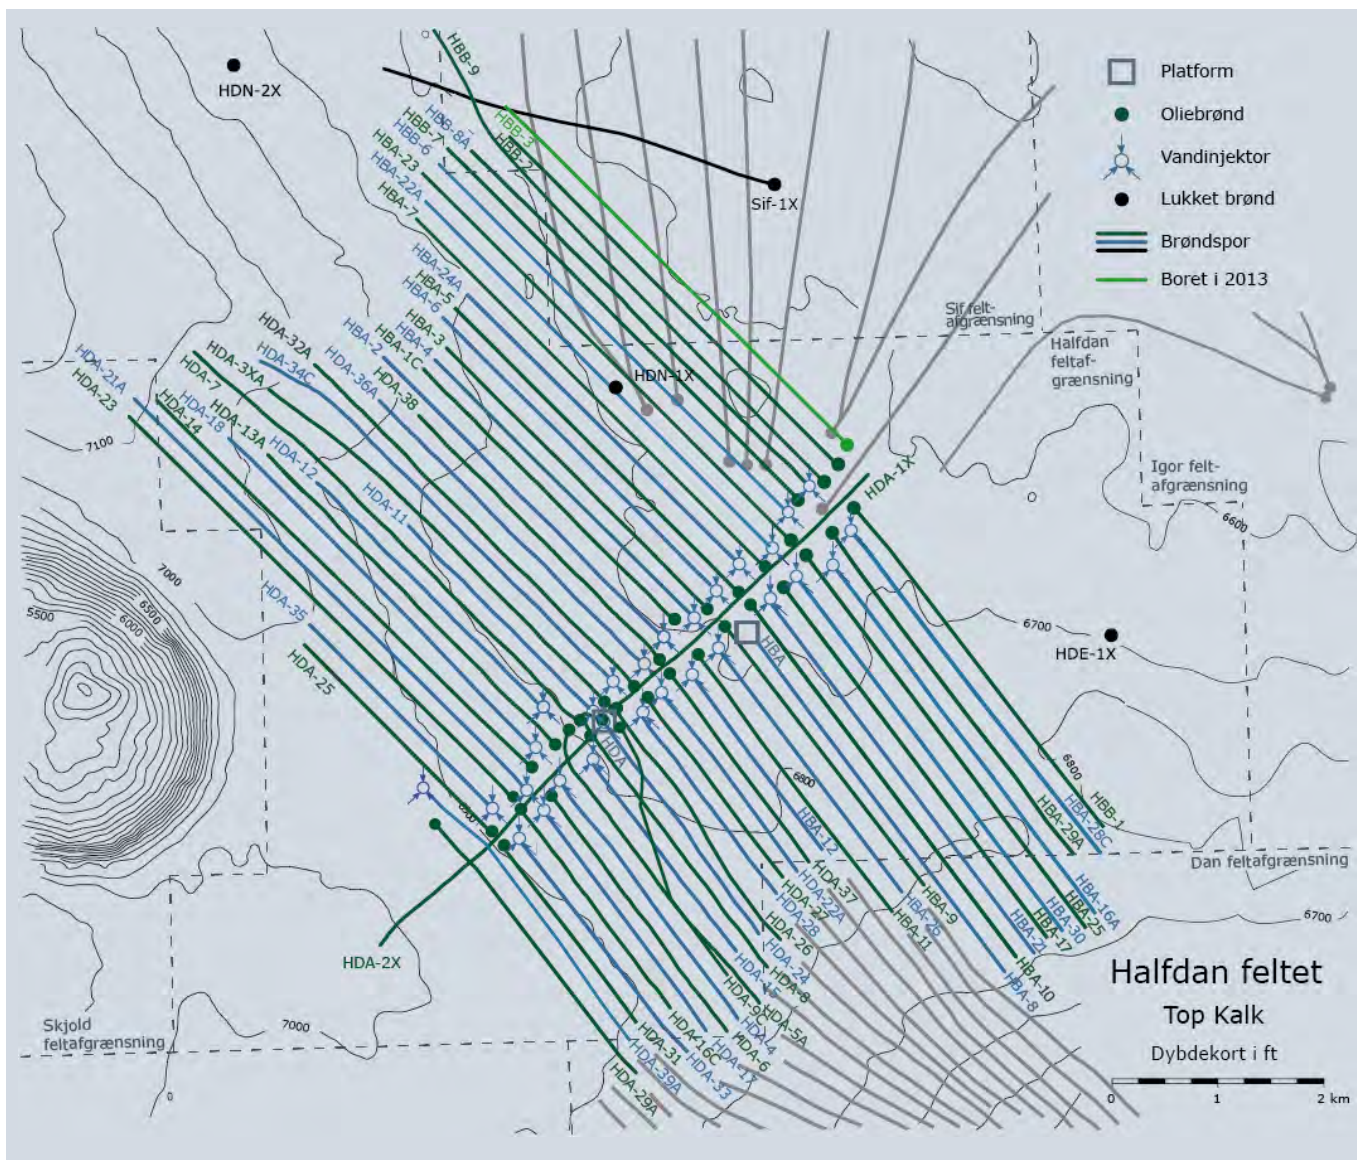 HDN-2X
HBB-9
HBB-3
HBB-2
HBB-8A
HBB-7
HBB-6
HBA-23
HBA-22A
HBA-7
Sif-1X
Platform
Oliebrønd
Vandinjektor
Lukket brønd
Brøndspor
Boret i 2013
HBA-24A
HBA-5
HBA-6
HBA-3
HBA-4
HBA-1C
HBA-2
HDA-38
HDA-36A
HDA-32A
HDA-34C
HDA-3XA
HDA-7
HDA-21A
HDA-23
HDA-14
HDA-18
HDA-13A
HDA-12
HDA-11
HDN-1X
Sif felt-
afgrænsning
Halfdan
feltaf-
grænsning
Igor felt-
afgrænsning
7100
7000
6500
6000
5500
6600
HDA-1X
HDA-35
HDA-25
HBA
HDA
6700
HDE-1X
6800
6800
HBB-1
HBA-28C
HBA-29A
Dan feltafgrænsning
HBA-12
HDA-37
HDA-22A
HDA-27
HDA-28
HDA-26
HDA-24
HDA-8
HDA-15
HDA-9C
HDA-5A
HDA-4
HDA-6
HDA-17
HDA-33
HDA-16C
HDA-31
HDA-39A
HDA-29A
HBA-9
HBA-26
HBA-11
HBA-16A
HBA-25
HBA-30
HBA-17
HBA-21
HBA-10
HBA-8
6700
HDA-2X
7000
Skjold
feltafgrænsning
0
Halfdan feltet
Top Kalk
Dybdekort i ft
0 1 2 km